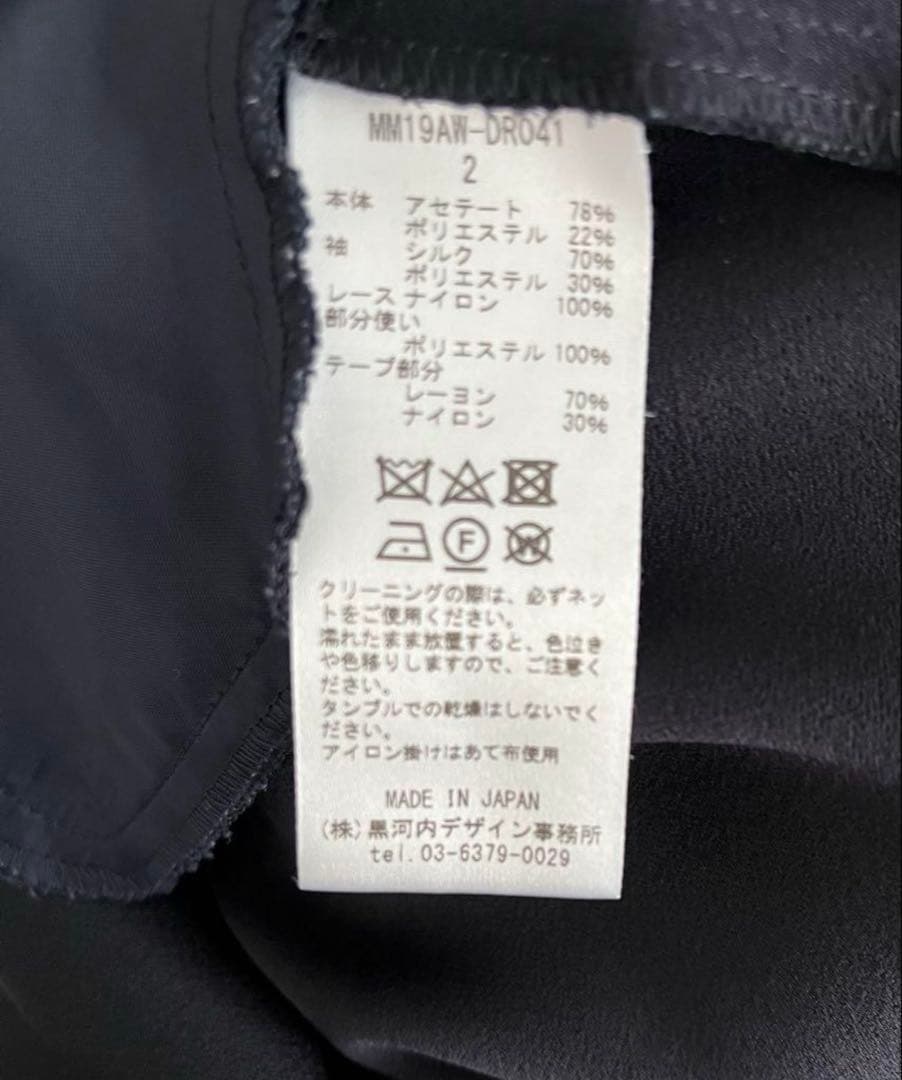 MM19AW-DR041
2
本体 アセテート 78%
ポリエステル 22%
袖 シルク 70%
ポリエステル 30%
レース ナイロン 100%
部分使い
ポリエステル 100%
テープ部分
レーヨン 70%
ナイロン 30%
F
W
クリーニングの際は、必ずネッ
トをご使用ください。
濡れたまま放置すると、色泣き
や色移りしますので、ご注意く
ださい。
タンブルでの乾燥はしないでく
ださい。
アイロン掛けはあて布使用
MADE IN JAPAN
(株)黒河内デザイン事務所
tel.03-6379-0029